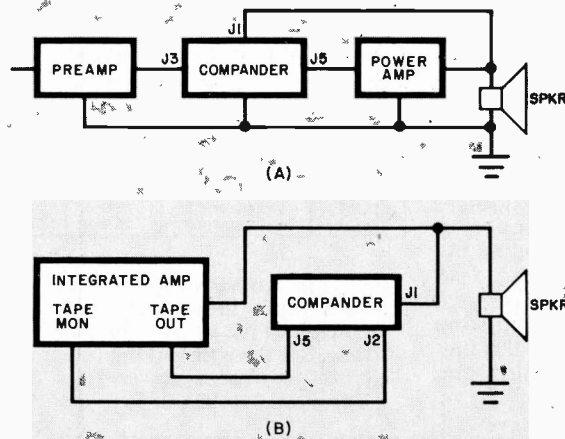 J1
PREAMP
J3
COMPANDER
J5
POWER
AMP
SPKR
(A)
INTEGRATED AMP
TAPE
MON
TAPE
OUT
COMPANDER
J1
J5
J2
SPKR
(B)